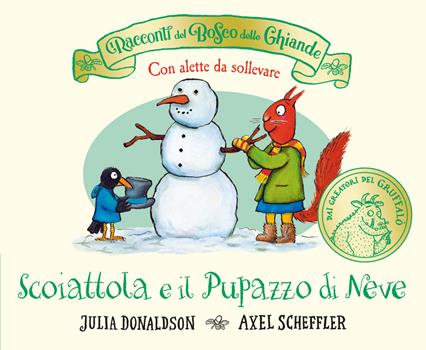 Racconti del Bosco delle Ghiande
Con alette da sollevare
DAI CREATORI DEL GRUFFALÒ
Scoiattola e il Pupazzo di Neve
JULIA DONALDSON AXEL SCHEFFLER